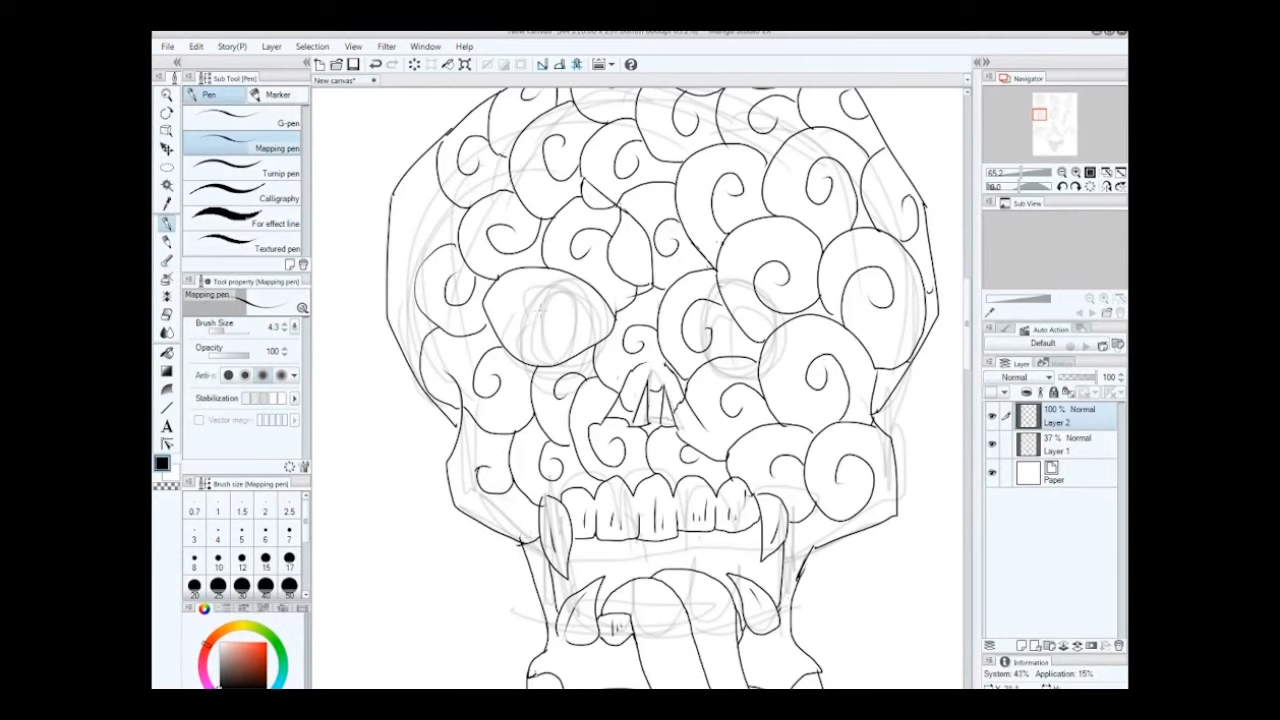 File Edit Story(P) Layer Selection View Filter Window Help
Sub Tool [Pen]
New canvas*
Navigator
Pen Marker
G-pen
Mapping pen
Turnip pen
65.2
0.0
Calligraphy
Sub View
For effect line
Textured pen
Tool property [Mapping pen]
Mapping pen
Brush Size 4.3
Auto Action
Default
Opacity 100
Layer
Normal 100
Stabilization
100 % Normal
Layer 2
Vector magn
37 % Normal
Layer 1
Paper
Brush size [Mapping pen]
0.7 1 1.5 2 2.5
3 4 5 6 7
8 10 12 15 17
20 25 30 40 50
Information
System: 43% Application: 15%